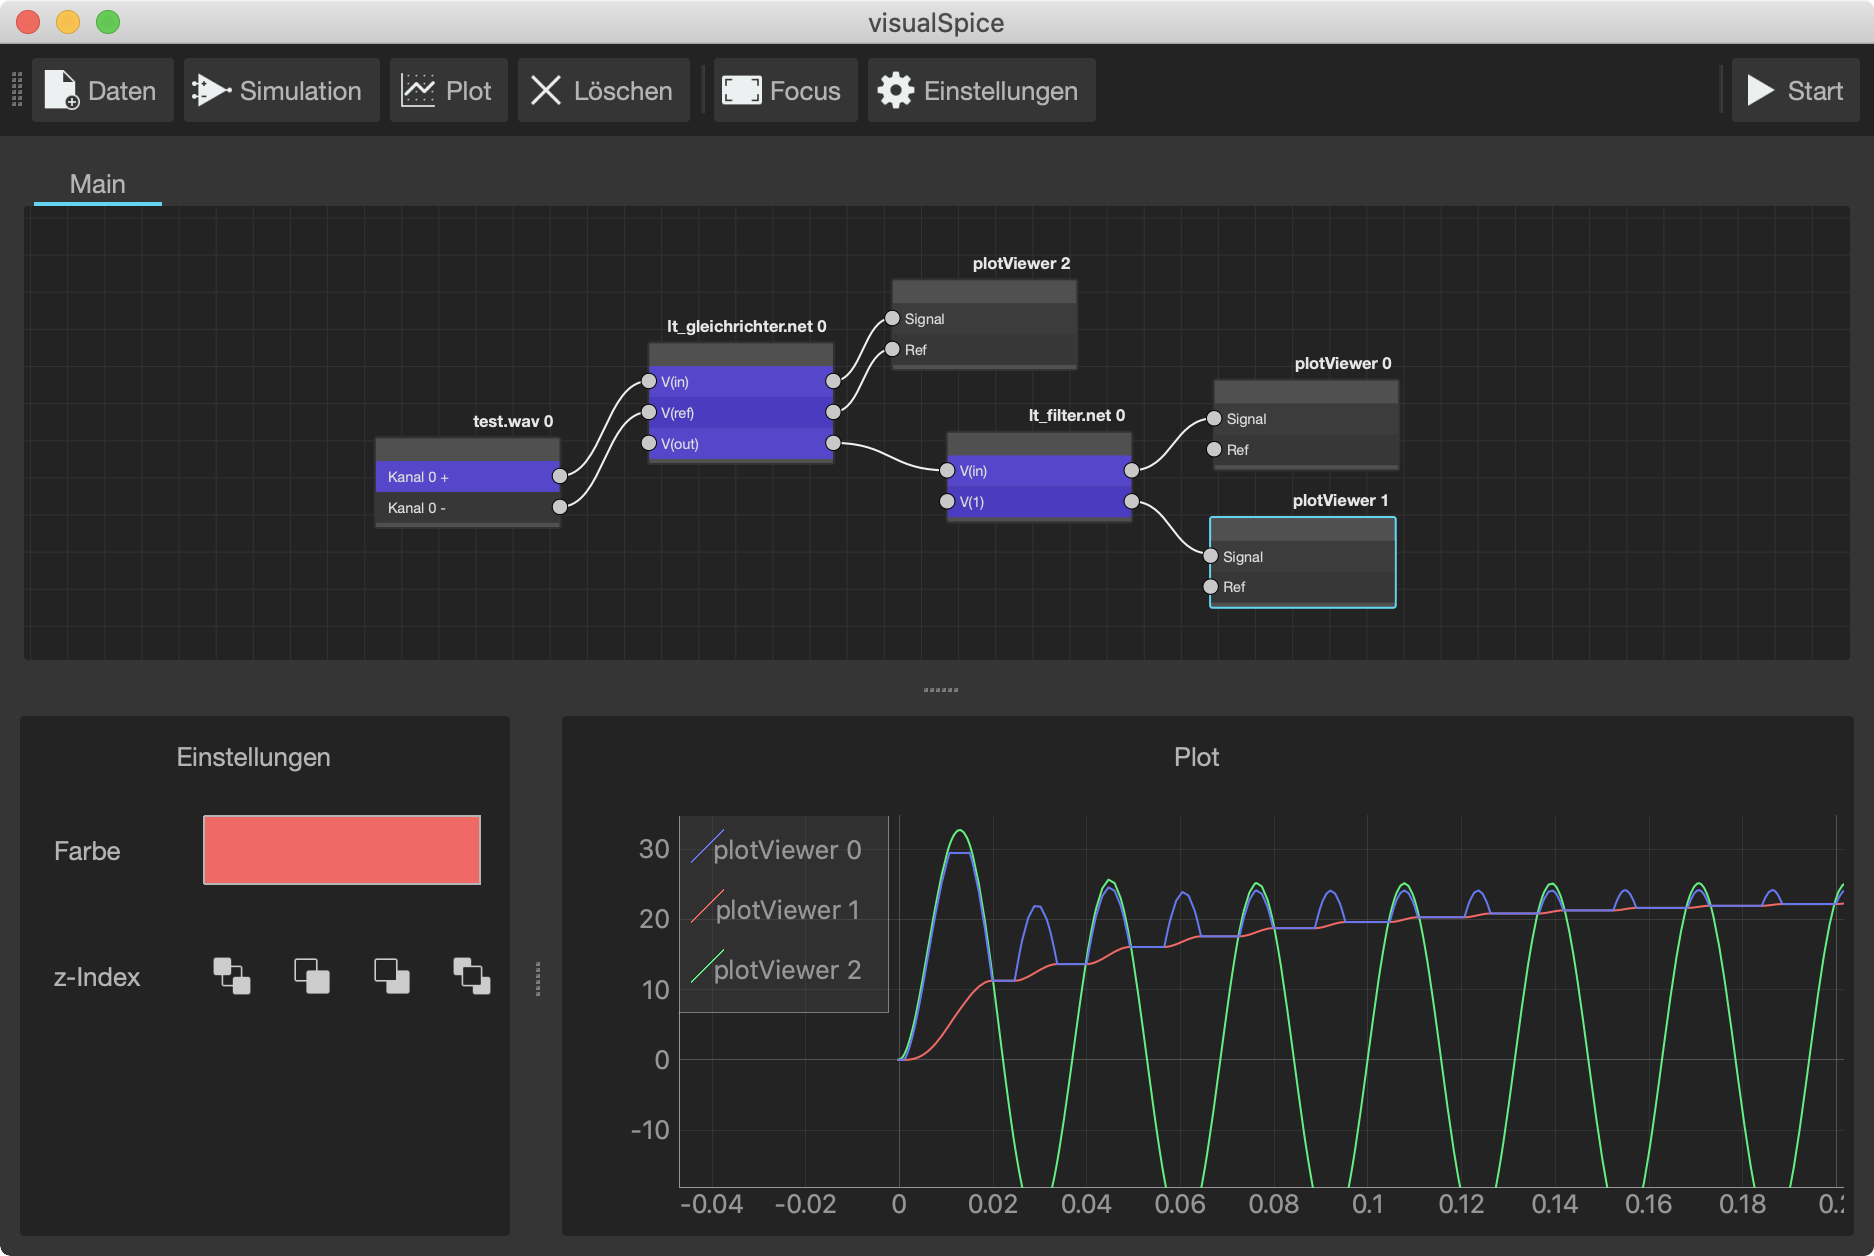 visualSpice
Daten
Simulation
Plot
Löschen
Focus
Einstellungen
Start
Main
plotViewer 2
Signal
Ref
lt_gleichrichter.net 0
V(in)
V(ref)
V(out)
plotViewer 0
Signal
Ref
lt_filter.net 0
V(in)
V(1)
test.wav 0
Kanal 0 +
Kanal 0 -
plotViewer 1
Signal
Ref
Einstellungen
Farbe
z-Index
Plot
plotViewer 0
plotViewer 1
plotViewer 2
30
20
10
0
-10
-0.04 -0.02 0 0.02 0.04 0.06 0.08 0.1 0.12 0.14 0.16 0.18